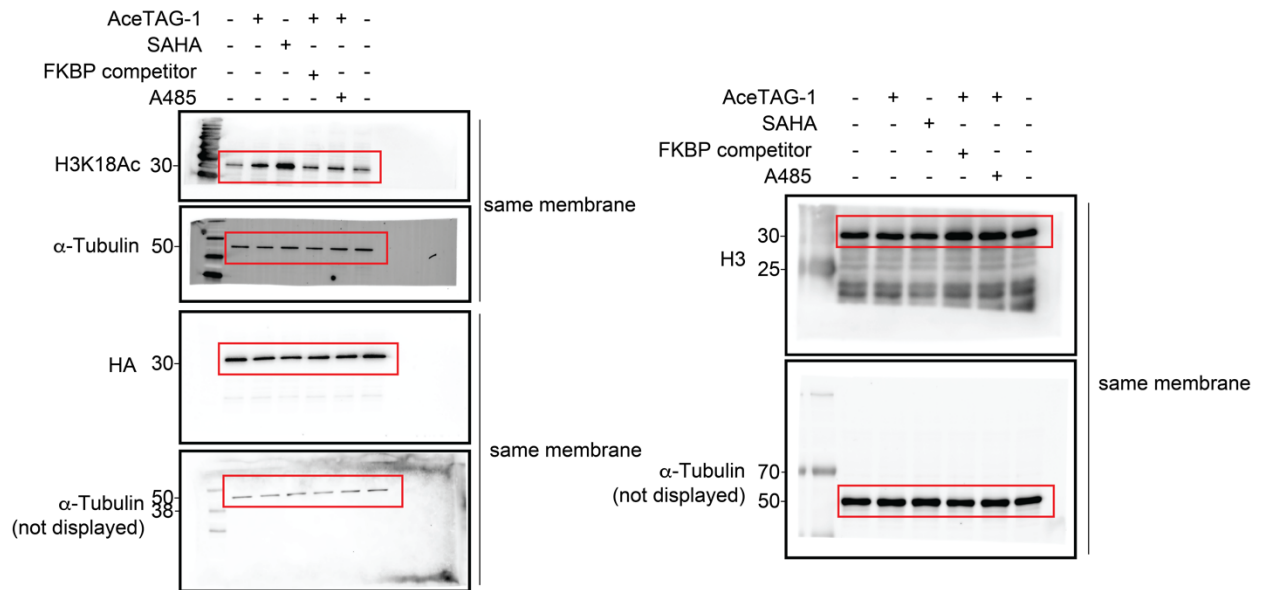 AceTAG-1 - + - + + -
SAHA - - + - - -
FKBP competitor - - - + - -
A485 - - - - + -
H3K18Ac 30-
α-Tubulin 50-
same membrane
HA 30-
α-Tubulin 50-
38-
(not displayed)
same membrane
AceTAG-1 - + - + + -
SAHA - - + - - -
FKBP competitor - - - + - -
A485 - - - - + -
30-
H3 25-
same membrane
α-Tubulin 70-
(not displayed) 50-